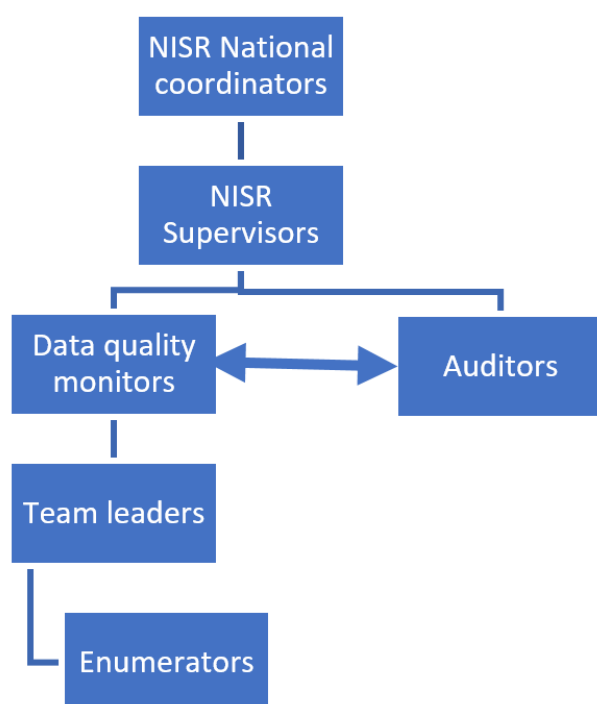 NISR National
coordinators
NISR
Supervisors
Data quality
monitors
Auditors
Team leaders
Enumerators